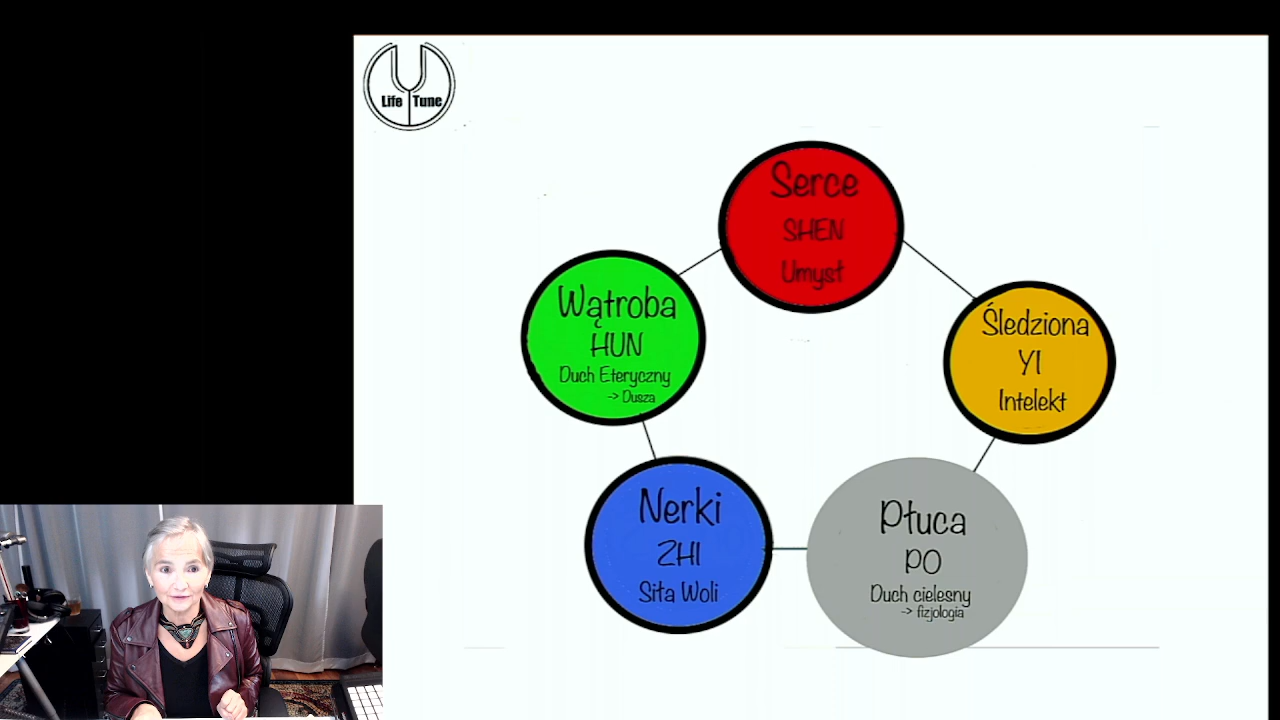 Life Tune
Serce
SHEN
Umysł
Wątroba
HUN
Duch Eteryczny
-> Dusza
Śledziona
YI
Intelekt
Nerki
ZHI
Siła Woli
Płuca
PO
Duch cielesny
-> fizjologia